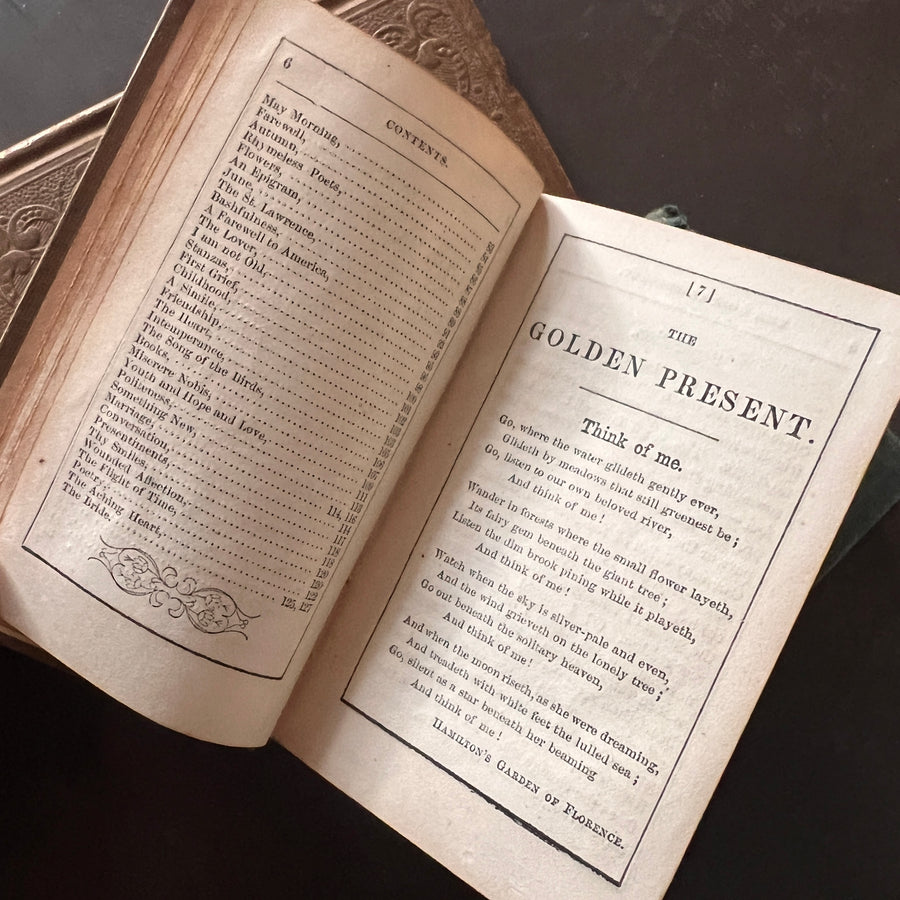 6
CONTENTS.
May Morning,
Farewell,
Autumn,
Rhymeless Poets,
Flowers,
An Epigram,
June,
The St. Lawrence,
Bashfulness,
A Farewell to America,
The Lover,
I am not Old,
Stanzas,
First Grief,
Childhood,
A Simile,
Friendship,
The Heart,
Intemperance,
The Song of the Birds,
Books,
Miserere Nobis,
Youth and Hope and Love,
Politeness,
Something New,
Marriage,
Conversation,
Presentiments,
Thy Smiles,
Wounded Affection,
The Flight of Time,
Poetry,
The Aching Heart,
The Bride.
[7]
THE
GOLDEN PRESENT.
Think of me.
Go, where the water glideth gently ever,
Glideth by meadows that still greenest be;
Go, listen to our own beloved river,
And think of me!
Wander in forests where the small flower layeth,
Its fairy gem beneath the giant tree;
Listen the dim brook pining while it playeth,
And think of me!
Watch when the sky is silver-pale and even,
And the wind grieveth on the lonely tree;
Go out beneath the solitary heaven,
And think of me!
And when the moon riseth, as she were dreaming,
And treadeth with white feet the lulled sea;
Go, silent as a star beneath her beaming
And think of me!
HAMILTON'S GARDEN OF FLORENCE.